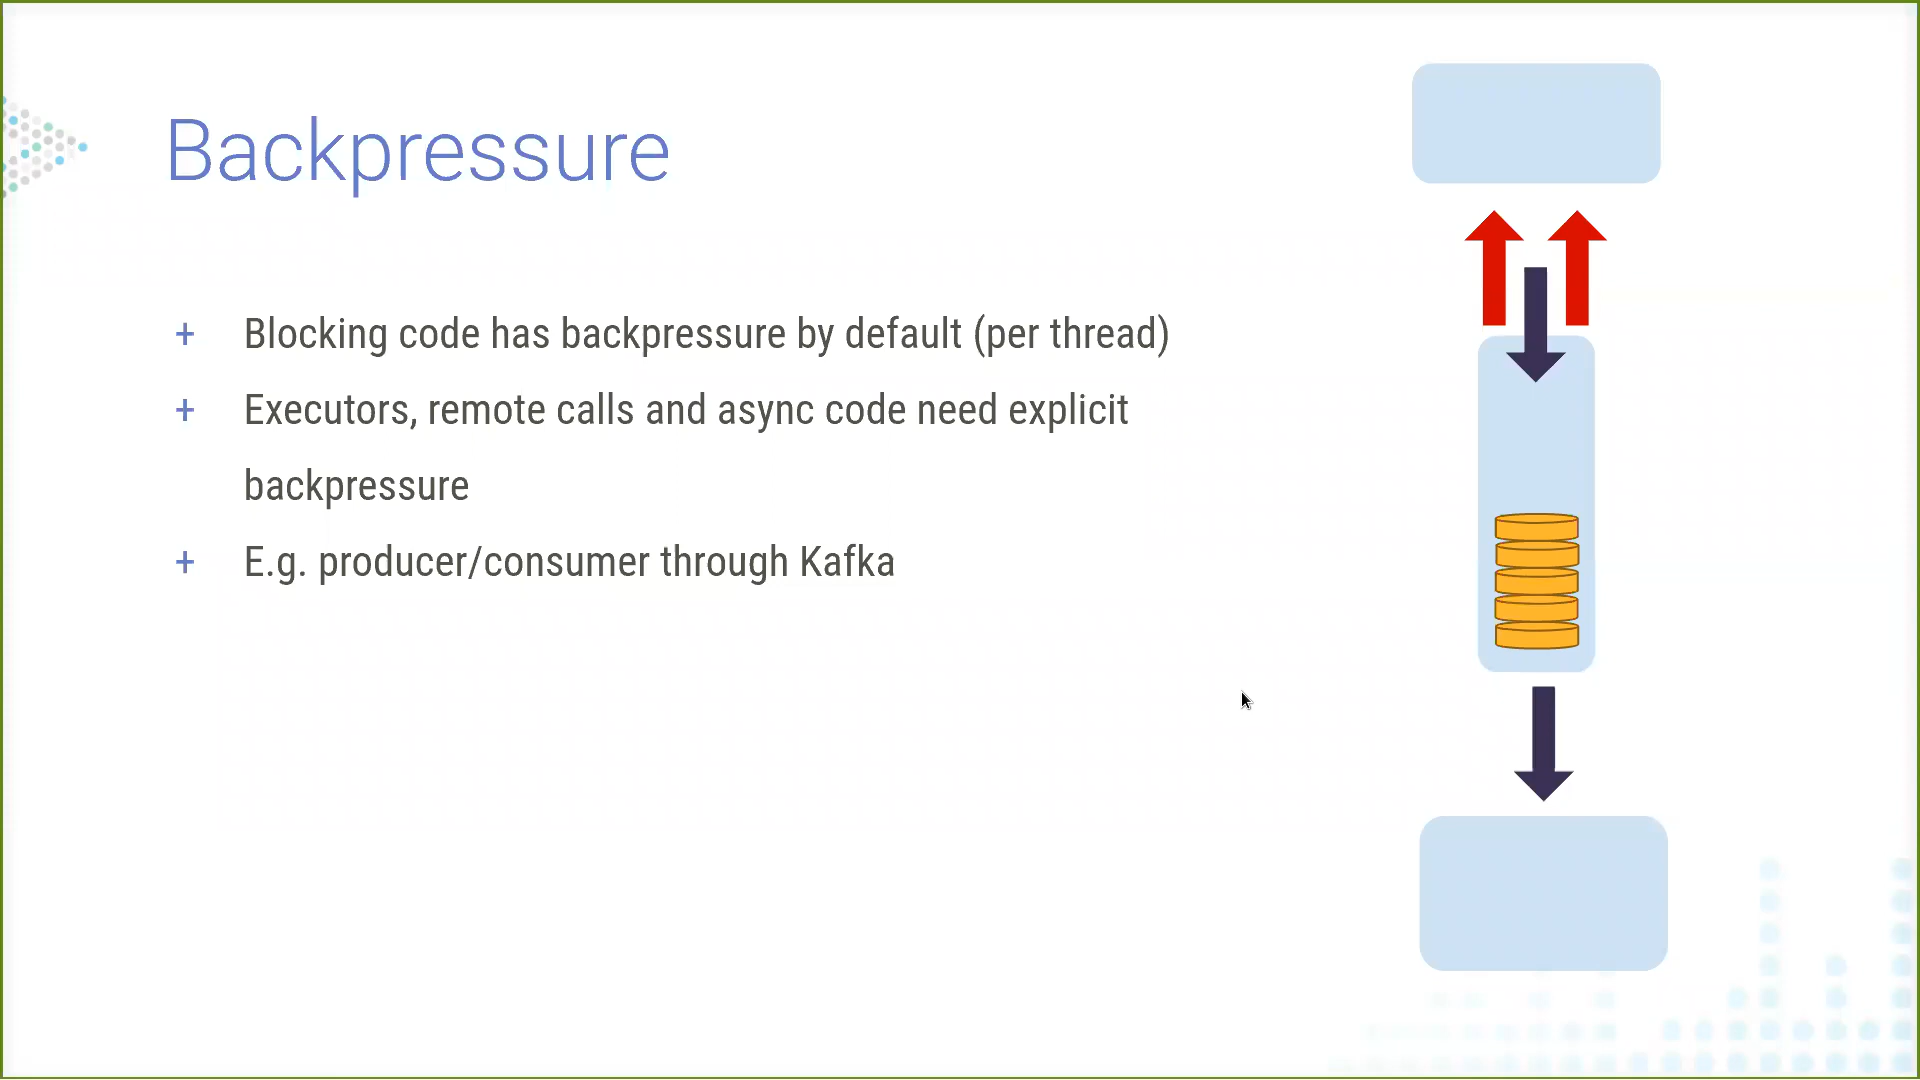 Backpressure
+ Blocking code has backpressure by default (per thread)
+ Executors, remote calls and async code need explicit
backpressure
+ E.g. producer/consumer through Kafka